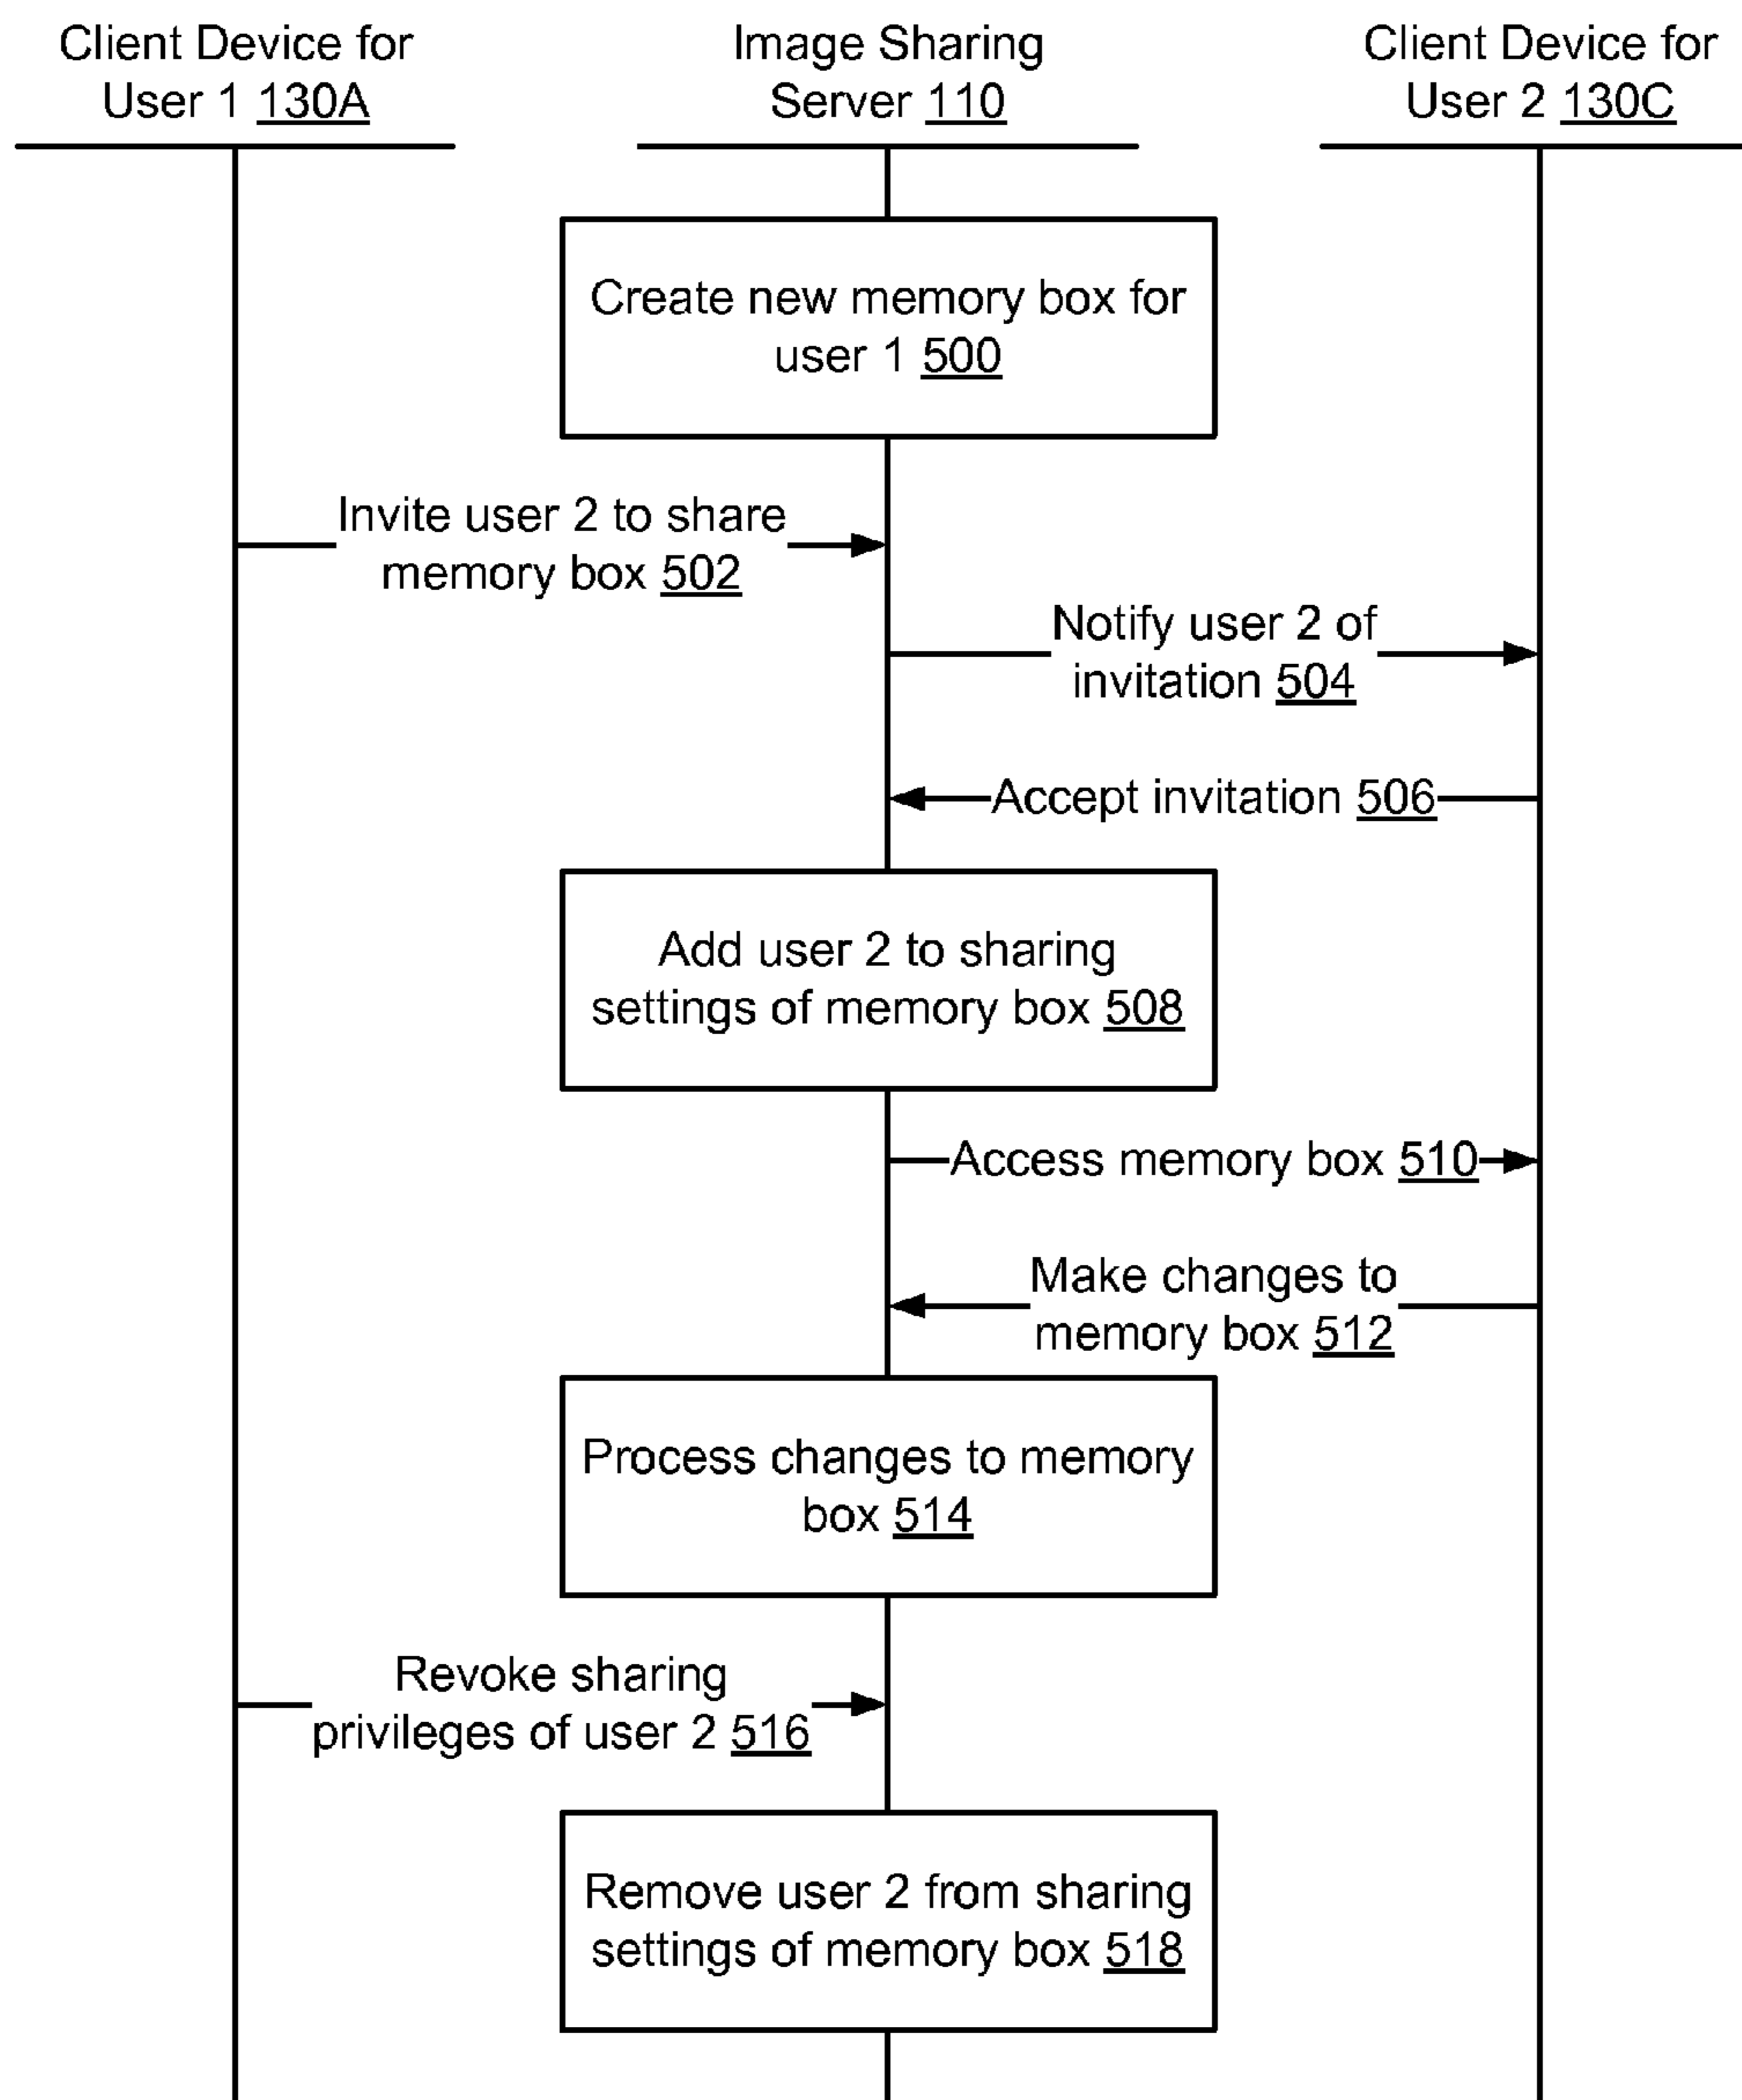 Client Device for
User 1 130A
Image Sharing
Server 110
Client Device for
User 2 130C
Create new memory box for
user 1 500
Invite user 2 to share
memory box 502
Notify user 2 of
invitation 504
Accept invitation 506
Add user 2 to sharing
settings of memory box 508
Access memory box 510
Make changes to
memory box 512
Process changes to memory
box 514
Revoke sharing
privileges of user 2 516
Remove user 2 from sharing
settings of memory box 518